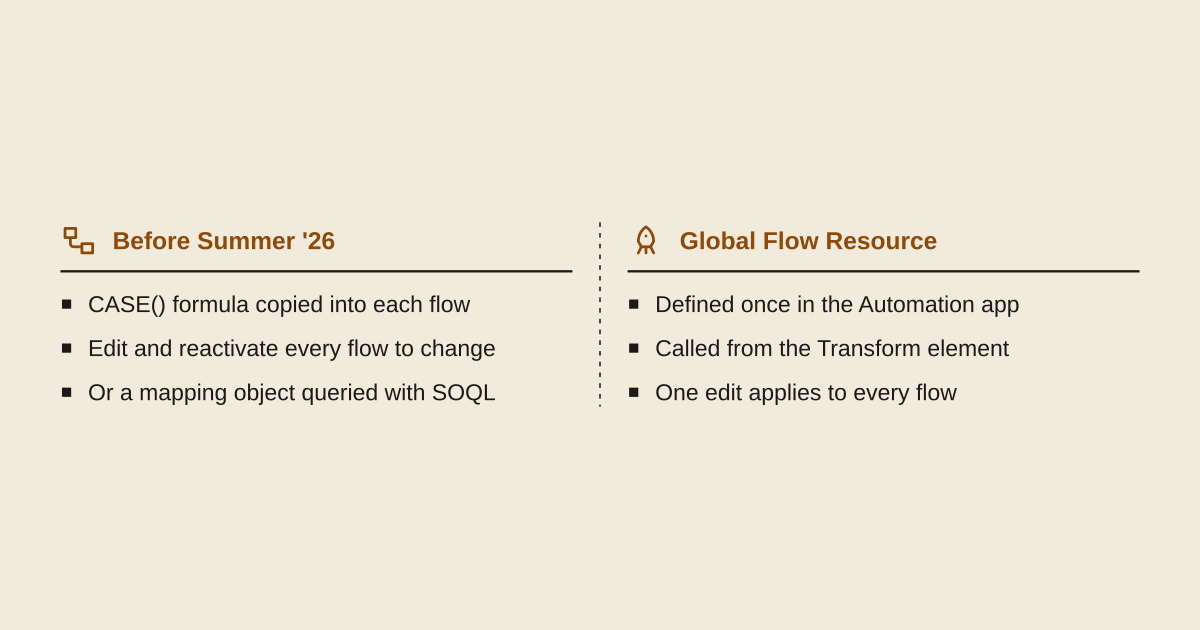 Before Summer '26
CASE() formula copied into each flow
Edit and reactivate every flow to change
Or a mapping object queried with SOQL
Global Flow Resource
Defined once in the Automation app
Called from the Transform element
One edit applies to every flow